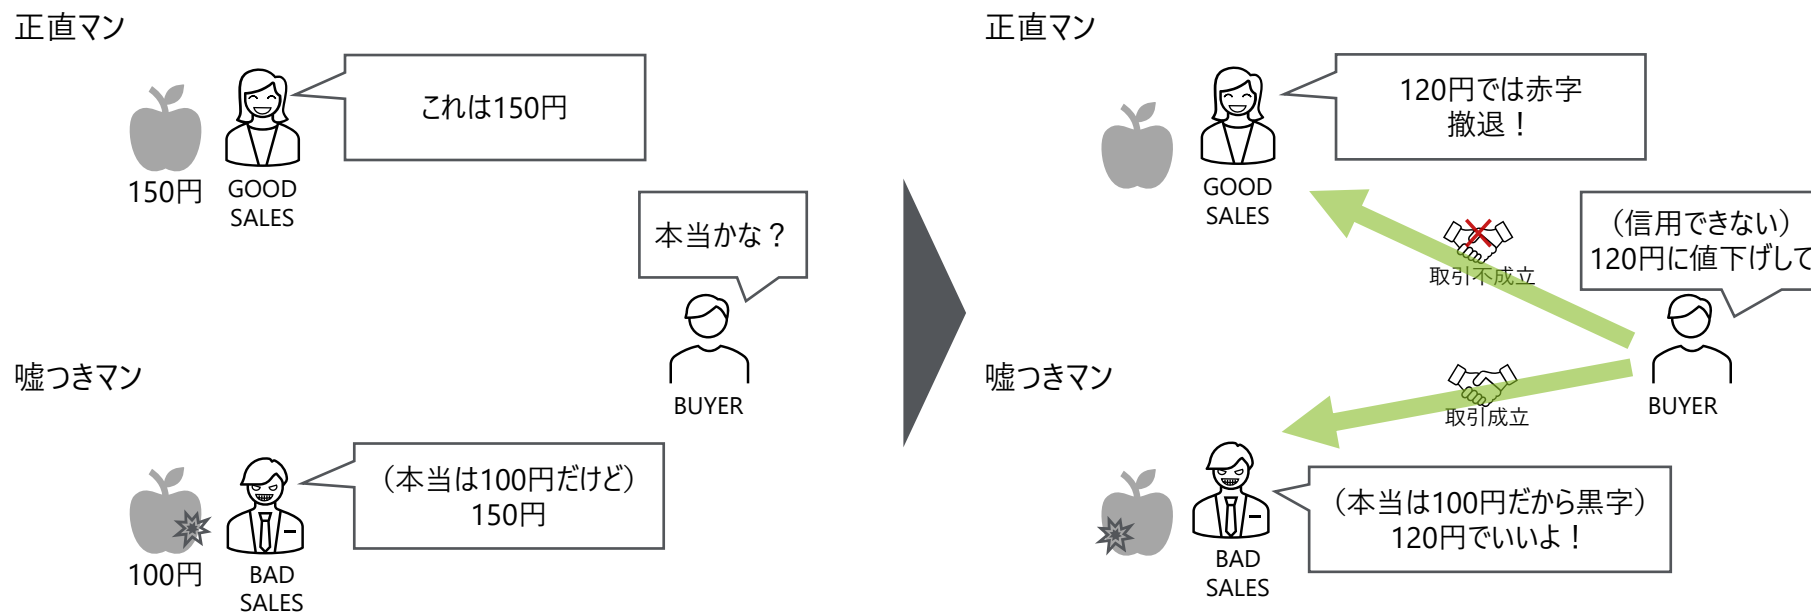 正直マン
これは150円
150円
GOOD
SALES
本当かな？
BUYER
嘘つきマン
（本当は100円だけど）
150円
100円
BAD
SALES
正直マン
120円では赤字
撤退！
GOOD
SALES
（信用できない）
120円に値下げして
取引不成立
BUYER
嘘つきマン
取引成立
（本当は100円だから黒字）
120円でいいよ！
BAD
SALES